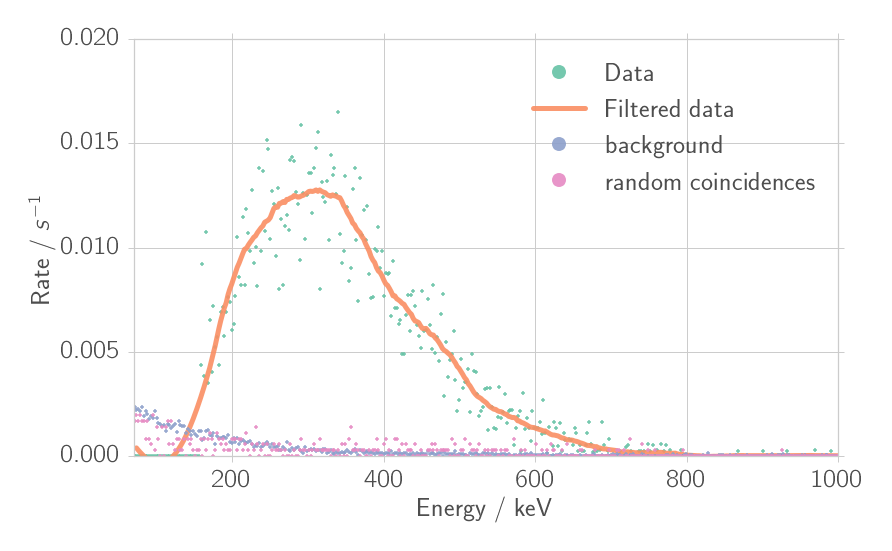 0.020
0.015
0.010
0.005
0.000
Rate / s⁻¹
Data
Filtered data
background
random coincidences
200 400 600 800 1000
Energy / keV